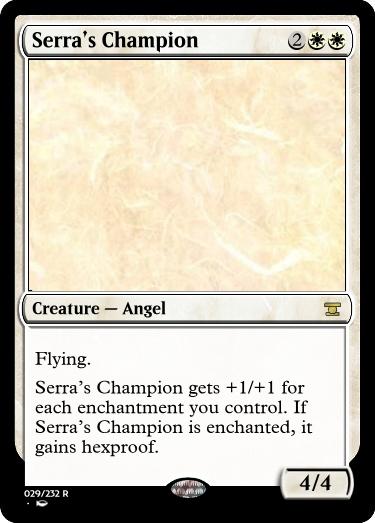 Serra's Champion 2
Creature — Angel
Flying.
Serra's Champion gets +1/+1 for
each enchantment you control. If
Serra's Champion is enchanted, it
gains hexproof.
4/4
029/232 R